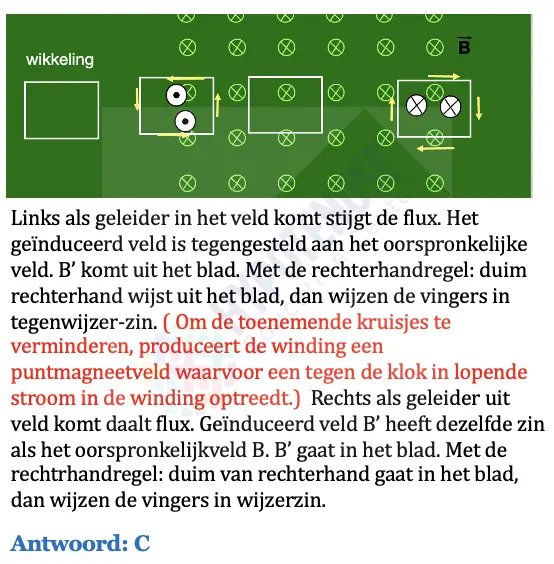 B
wikkeling
Links als geleider in het veld komt stijgt de flux. Het
geïnduceerd veld is tegengesteld aan het oorspronkelijke
veld. B’ komt uit het blad. Met de rechterhandregel: duim
rechterhand wijst uit het blad, dan wijzen de vingers in
tegenwijzer-zin. ( Om de toenemende kruisjes te
verminderen, produceert de winding een
puntmagneetveld waarvoor een tegen de klok in lopende
stroom in de winding optreedt.) Rechts als geleider uit
veld komt daalt flux. Geïnduceerd veld B’ heeft dezelfde zin
als het oorspronkelijkveld B. B’ gaat in het blad. Met de
rechtrhandregel: duim van rechterhand gaat in het blad,
dan wijzen de vingers in wijzerzin.
Antwoord: C